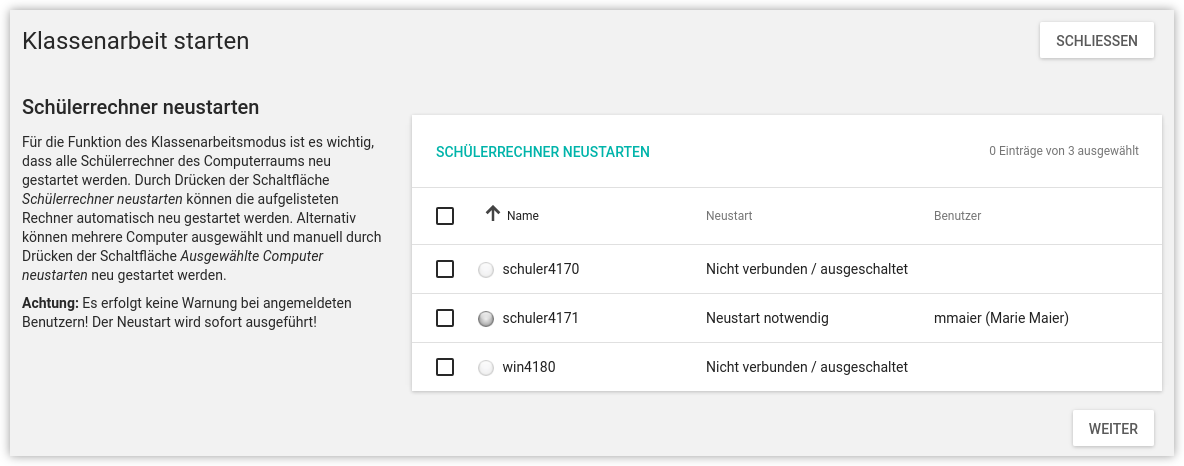 Klassenarbeit starten
SCHLIESSEN
Schülerrechner neustarten
Für die Funktion des Klassenarbeitsmodus ist es wichtig,
dass alle Schülerrechner des Computerraums neu
gestartet werden. Durch Drücken der Schaltfläche
Schülerrechner neustarten können die aufgelisteten
Rechner automatisch neu gestartet werden. Alternativ
können mehrere Computer ausgewählt und manuell durch
Drücken der Schaltfläche Ausgewählte Computer
neustarten neu gestartet werden.
Achtung: Es erfolgt keine Warnung bei angemeldeten
Benutzern! Der Neustart wird sofort ausgeführt!
SCHÜLERRECHNER NEUSTARTEN
0 Einträge von 3 ausgewählt
Name Neustart Benutzer
schuler4170 Nicht verbunden / ausgeschaltet
schuler4171 Neustart notwendig mmaier (Marie Maier)
win4180 Nicht verbunden / ausgeschaltet
WEITER